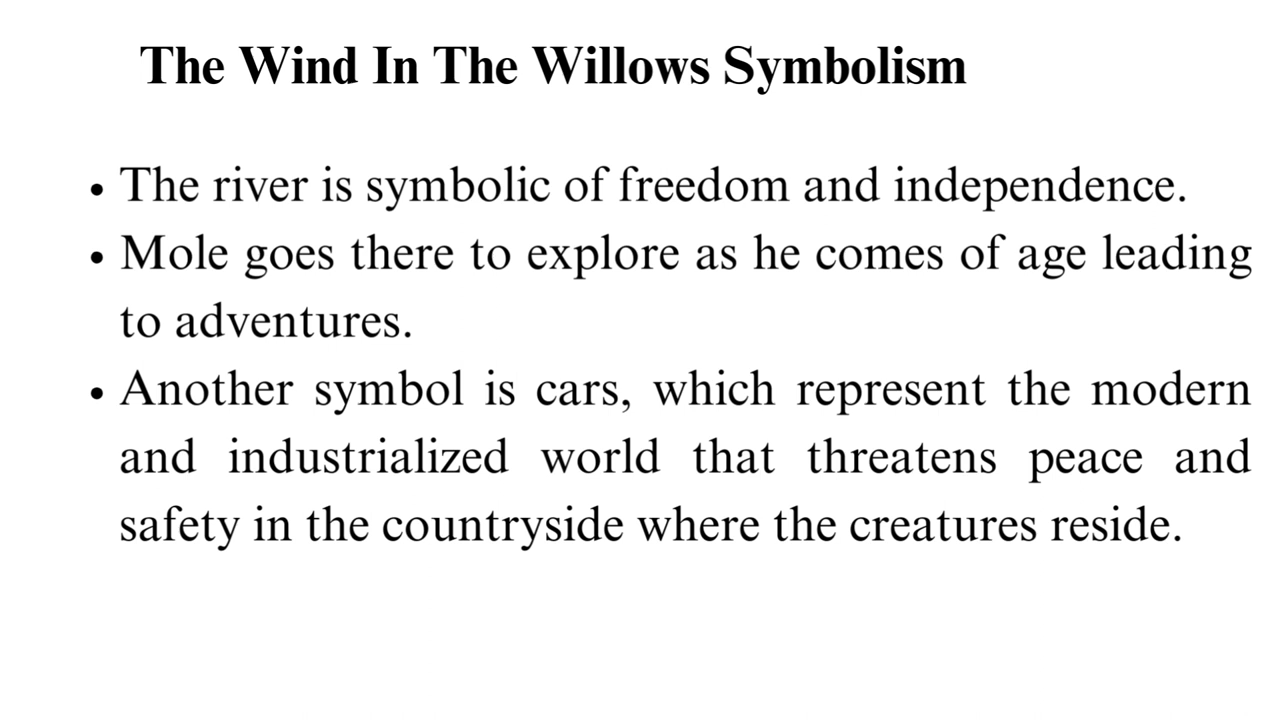 The Wind In The Willows Symbolism
• The river is symbolic of freedom and independence.
• Mole goes there to explore as he comes of age leading
to adventures.
• Another symbol is cars, which represent the modern
and industrialized world that threatens peace and
safety in the countryside where the creatures reside.